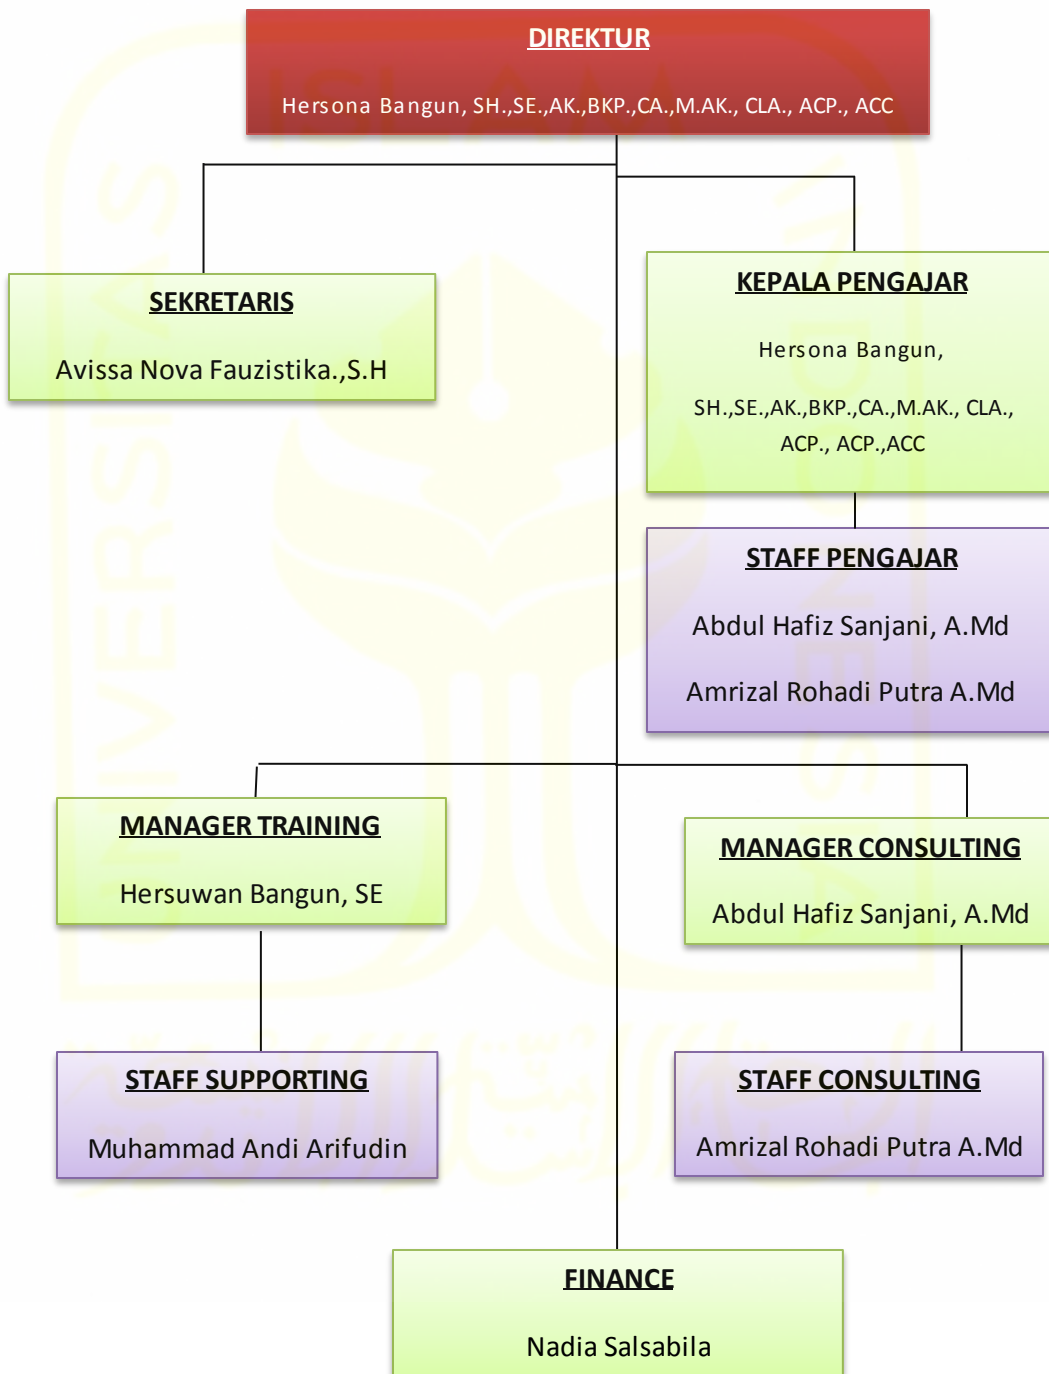 DIREKTUR
Hersona Bangun, SH.,SE.,AK.,BKP.,CA.,M.AK., CLA., ACP., ACC
SEKRETARIS
Avissa Nova Fauzistika.,S.H
KEPALA PENGAJAR
Hersona Bangun,
SH.,SE.,AK.,BKP.,CA.,M.AK., CLA.,
ACP., ACP.,ACC
STAFF PENGAJAR
Abdul Hafiz Sanjani, A.Md
Amrizal Rohadi Putra A.Md
MANAGER TRAINING
Hersuwan Bangun, SE
MANAGER CONSULTING
Abdul Hafiz Sanjani, A.Md
STAFF SUPPORTING
Muhammad Andi Arifudin
STAFF CONSULTING
Amrizal Rohadi Putra A.Md
FINANCE
Nadia Salsabila
UNIVERSITAS
ISLAM
INDONESIA